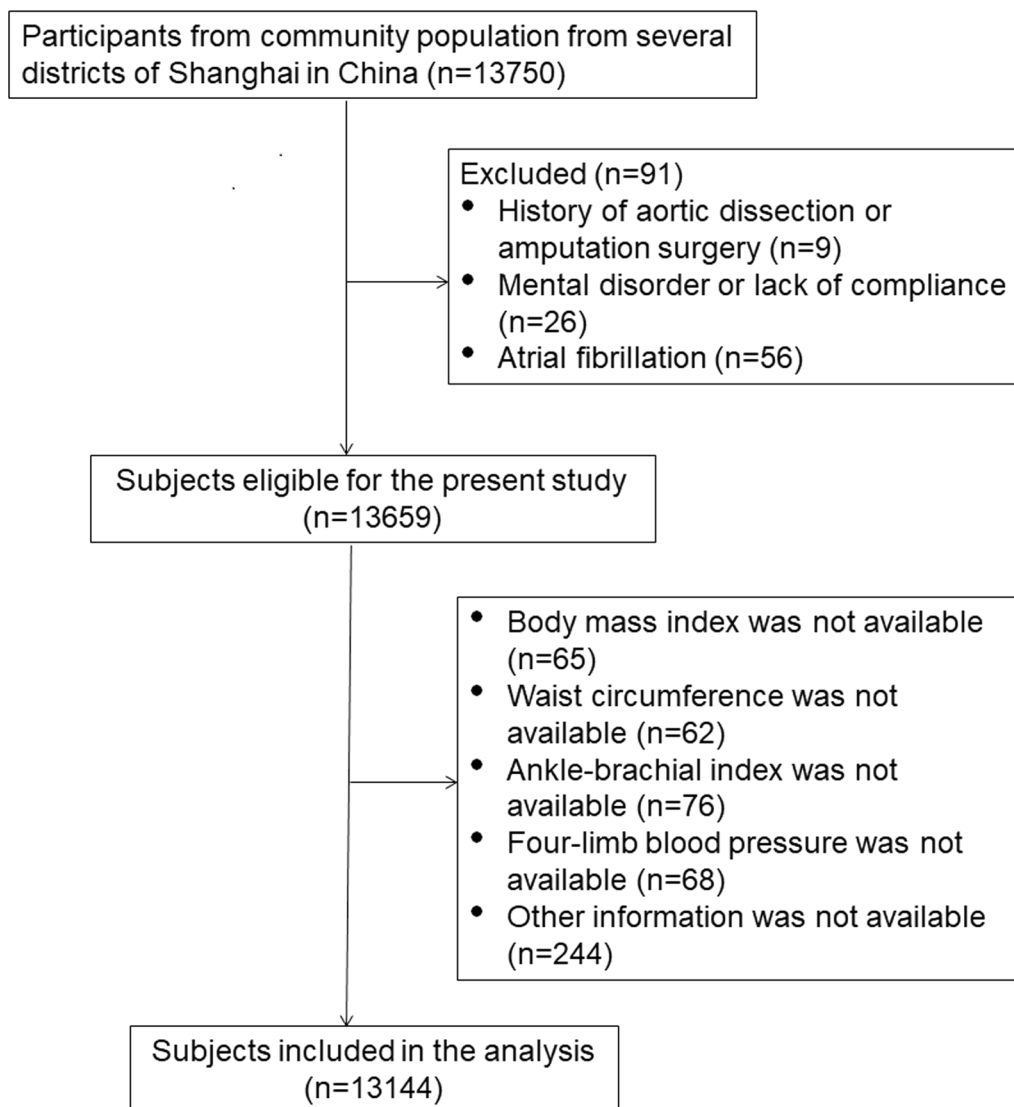 Participants from community population from several
districts of Shanghai in China (n=13750)
Excluded (n=91)
• History of aortic dissection or
amputation surgery (n=9)
• Mental disorder or lack of compliance
(n=26)
• Atrial fibrillation (n=56)
Subjects eligible for the present study
(n=13659)
• Body mass index was not available
(n=65)
• Waist circumference was not
available (n=62)
• Ankle-brachial index was not
available (n=76)
• Four-limb blood pressure was not
available (n=68)
• Other information was not available
(n=244)
Subjects included in the analysis
(n=13144)